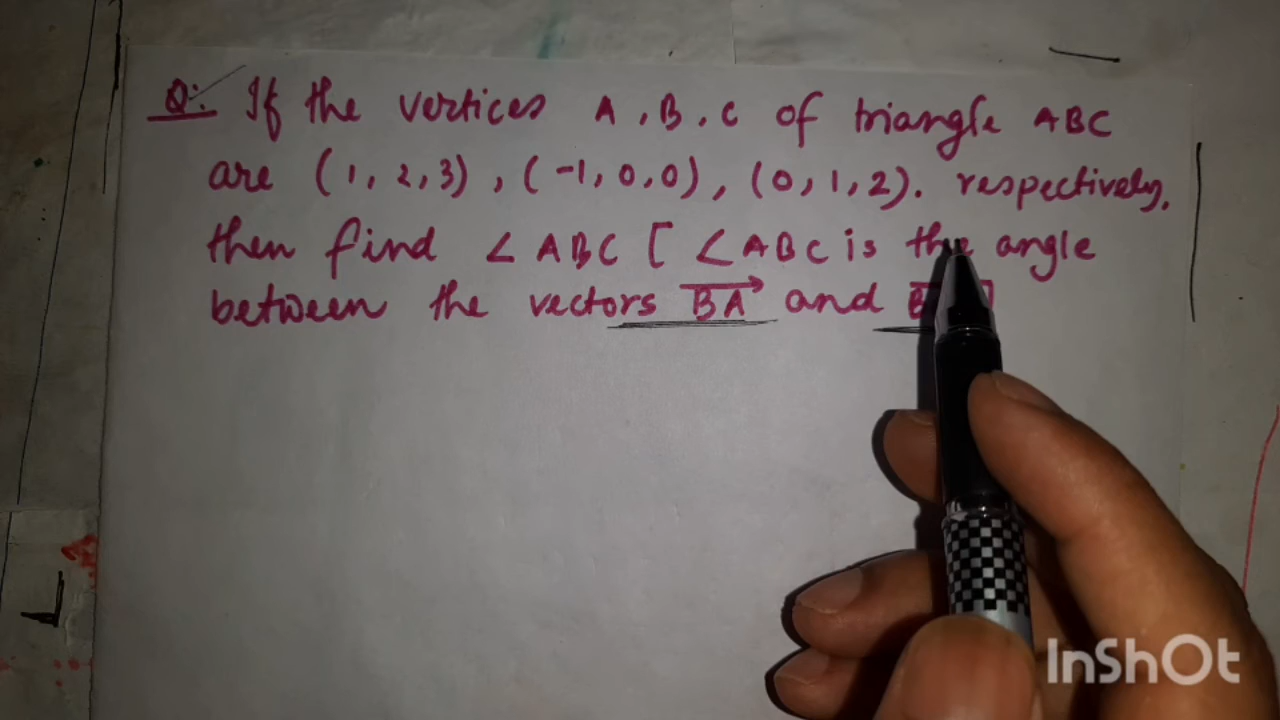 Q:. If the vertices A, B, C of triangle ABC
are (1, 2, 3), (-1, 0, 0), (0, 1, 2). respectively,
then find ∠ABC [ ∠ABC is the angle
between the vectors BA and
InShOt